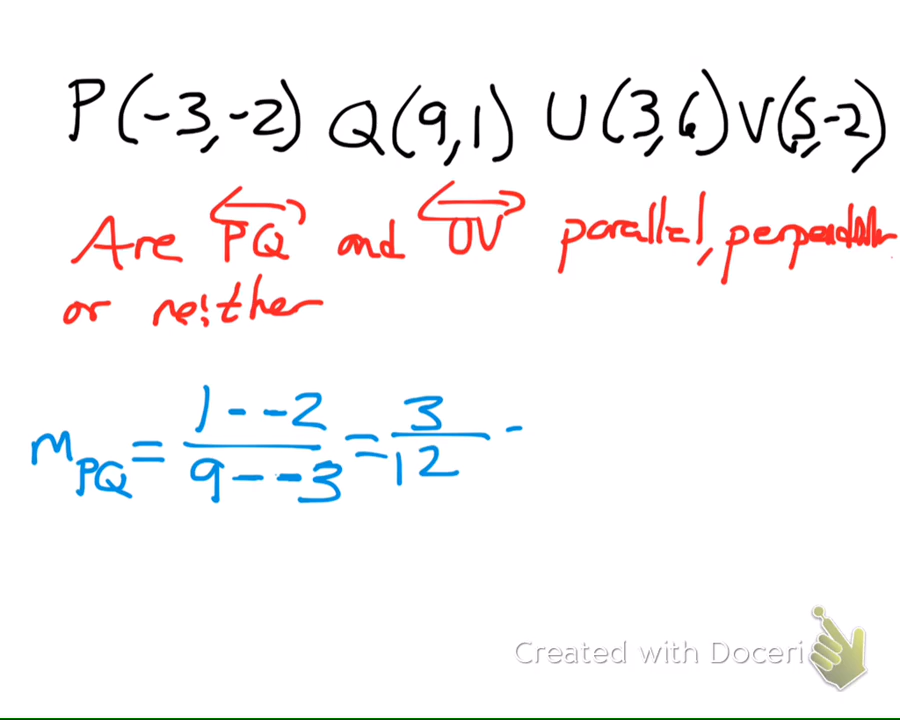 P(-3,-2) Q(9,1) U(3,6) V(5,-2)
Are PQ and UV parallel, perpendicular
or neither
m PQ = 1--2 / 9--3 = 3/12 -
Created with Doceri